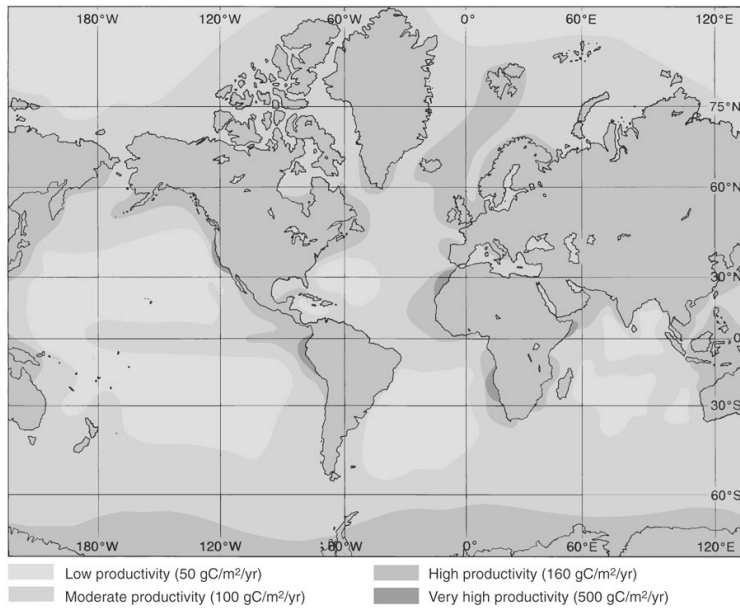 180°W 120°W 60°W 0° 60°E 120°E
75°N
60°N
30°N
0°
30°S
60°S
180°W 120°W 60°W 0° 60°E 120°E
Low productivity (50 gC/m²/yr) High productivity (160 gC/m²/yr)
Moderate productivity (100 gC/m²/yr) Very high productivity (500 gC/m²/yr)